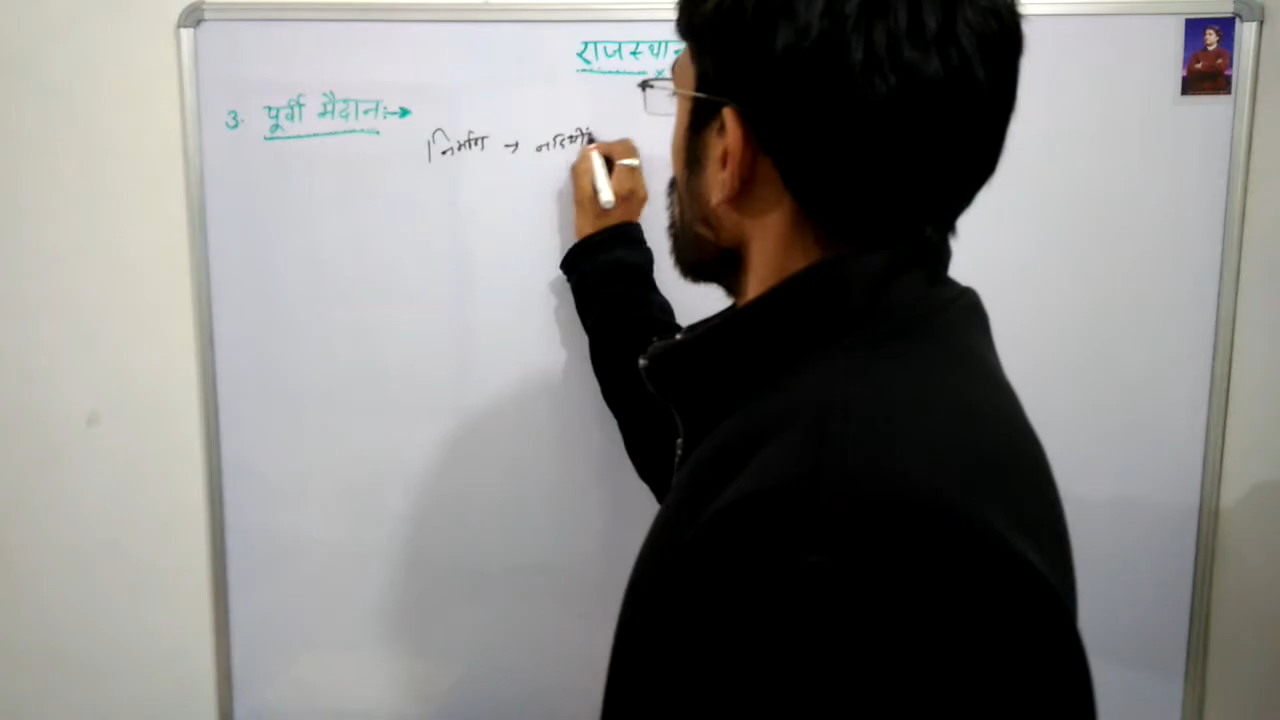 राजस्थान
3. पूर्वी मैदान:→
निर्माण → नदियों